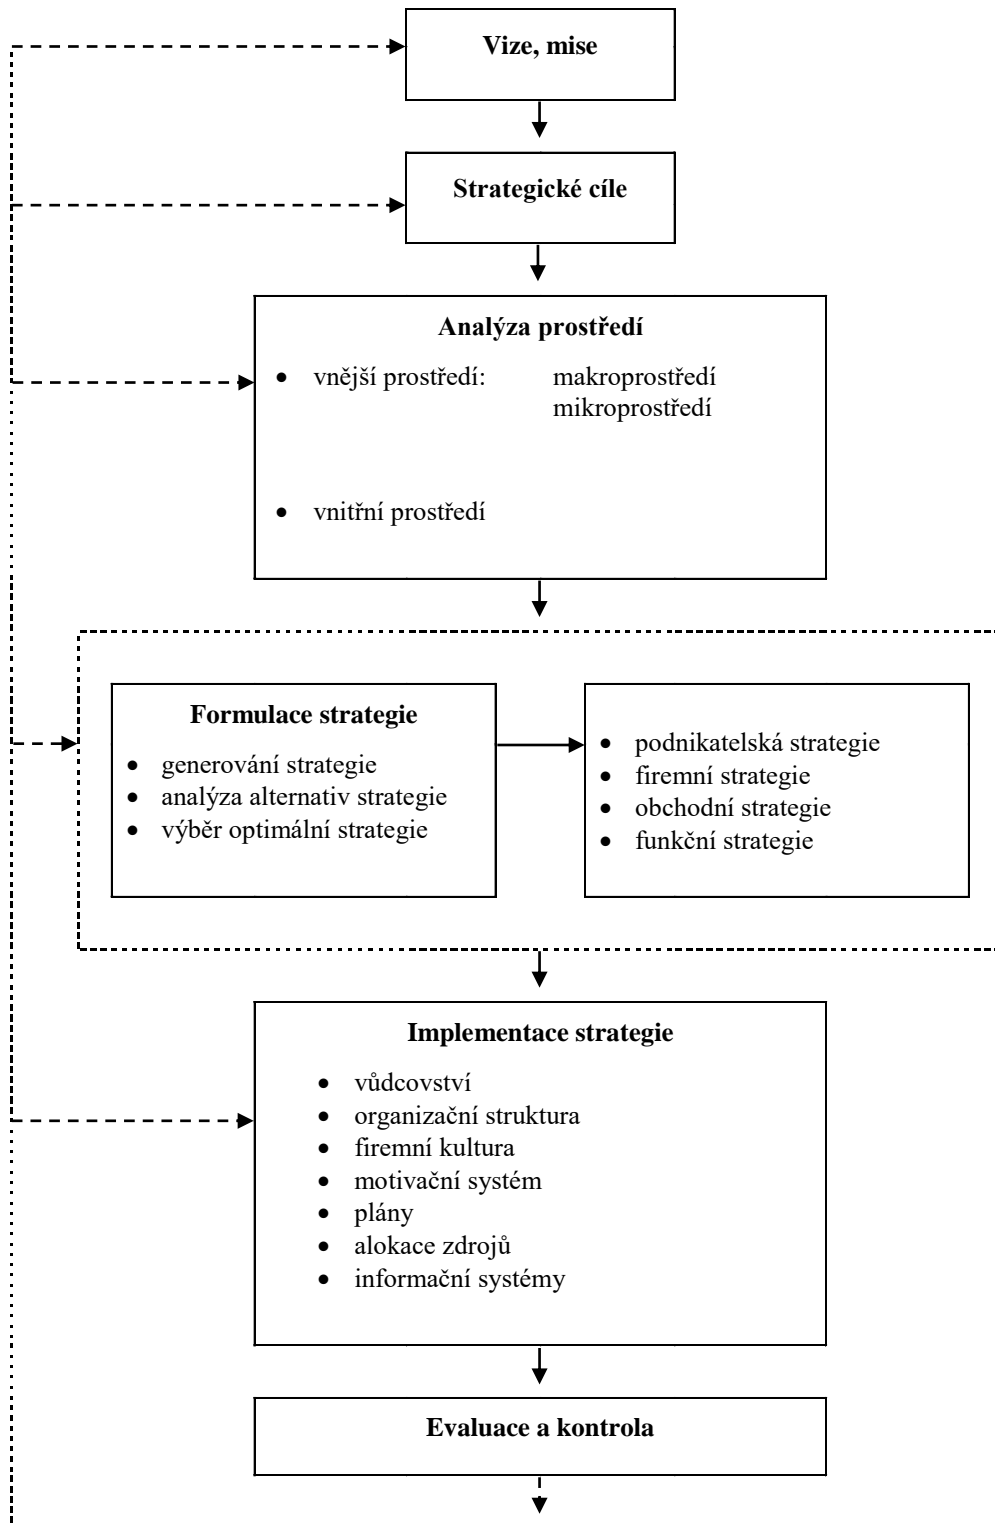 Vize, mise
Strategické cíle
Analýza prostředí
• vnější prostředí: makroprostředí
mikroprostředí
• vnitřní prostředí
Formulace strategie
• generování strategie
• analýza alternativ strategie
• výběr optimální strategie
• podnikatelská strategie
• firemní strategie
• obchodní strategie
• funkční strategie
Implementace strategie
• vůdcovství
• organizační struktura
• firemní kultura
• motivační systém
• plány
• alokace zdrojů
• informační systémy
Evaluace a kontrola